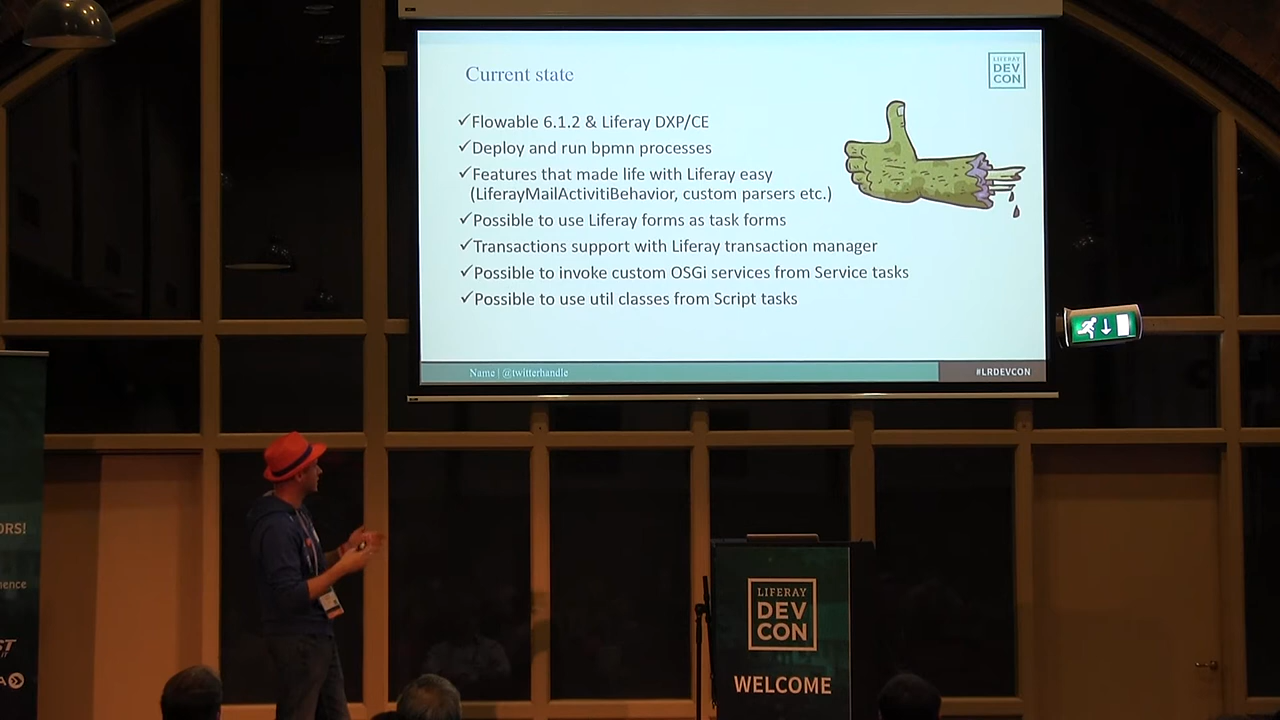 Current state
LIFERAY
DEV
CON
✓Flowable 6.1.2 & Liferay DXP/CE
✓Deploy and run bpmn processes
✓Features that made life with Liferay easy
(LiferayMailActivitiBehavior, custom parsers etc.)
✓Possible to use Liferay forms as task forms
✓Transactions support with Liferay transaction manager
✓Possible to invoke custom OSGi services from Service tasks
✓Possible to use util classes from Script tasks
Name | @twitterhandle
#LRDEVCON
LIFERAY
DEV
CON
WELCOME